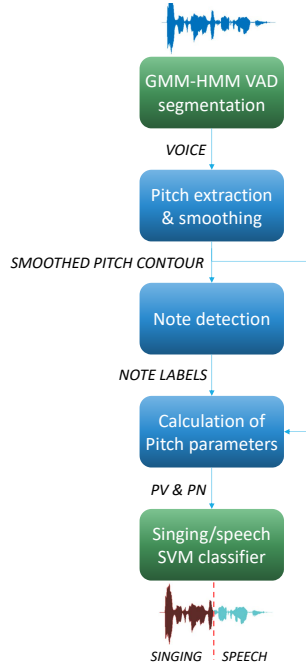 GMM-HMM VAD
segmentation
VOICE
Pitch extraction
& smoothing
SMOOTHED PITCH CONTOUR
Note detection
NOTE LABELS
Calculation of
Pitch parameters
PV & PN
Singing/speech
SVM classifier
SINGING SPEECH